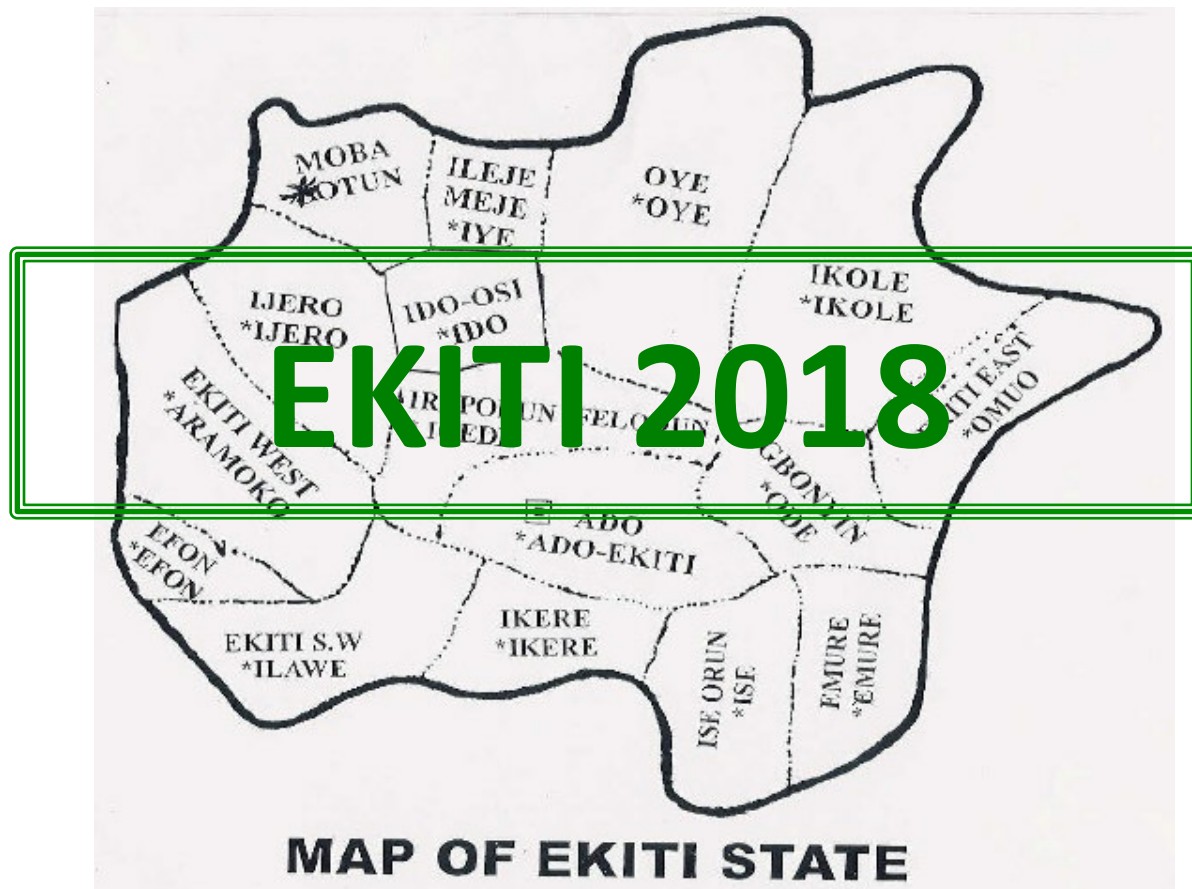 MOBA
OTUN
ILEJE
MEJE
*IYE
OYE
*OYE
IKOLE
*IKOLE
IJERO
*IJERO
IDO-OSI
*IDO
EKITI 2018
EAST
*OMUO
EKITI WEST
*ARAMOKO
GBONYIN
*ODE
EFON
*EFON
ADO
*ADO-EKITI
EKITI S.W
*ILAWE
IKERE
*IKERE
ISE ORUN
*ISE
EMURE
*EMURE
MAP OF EKITI STATE